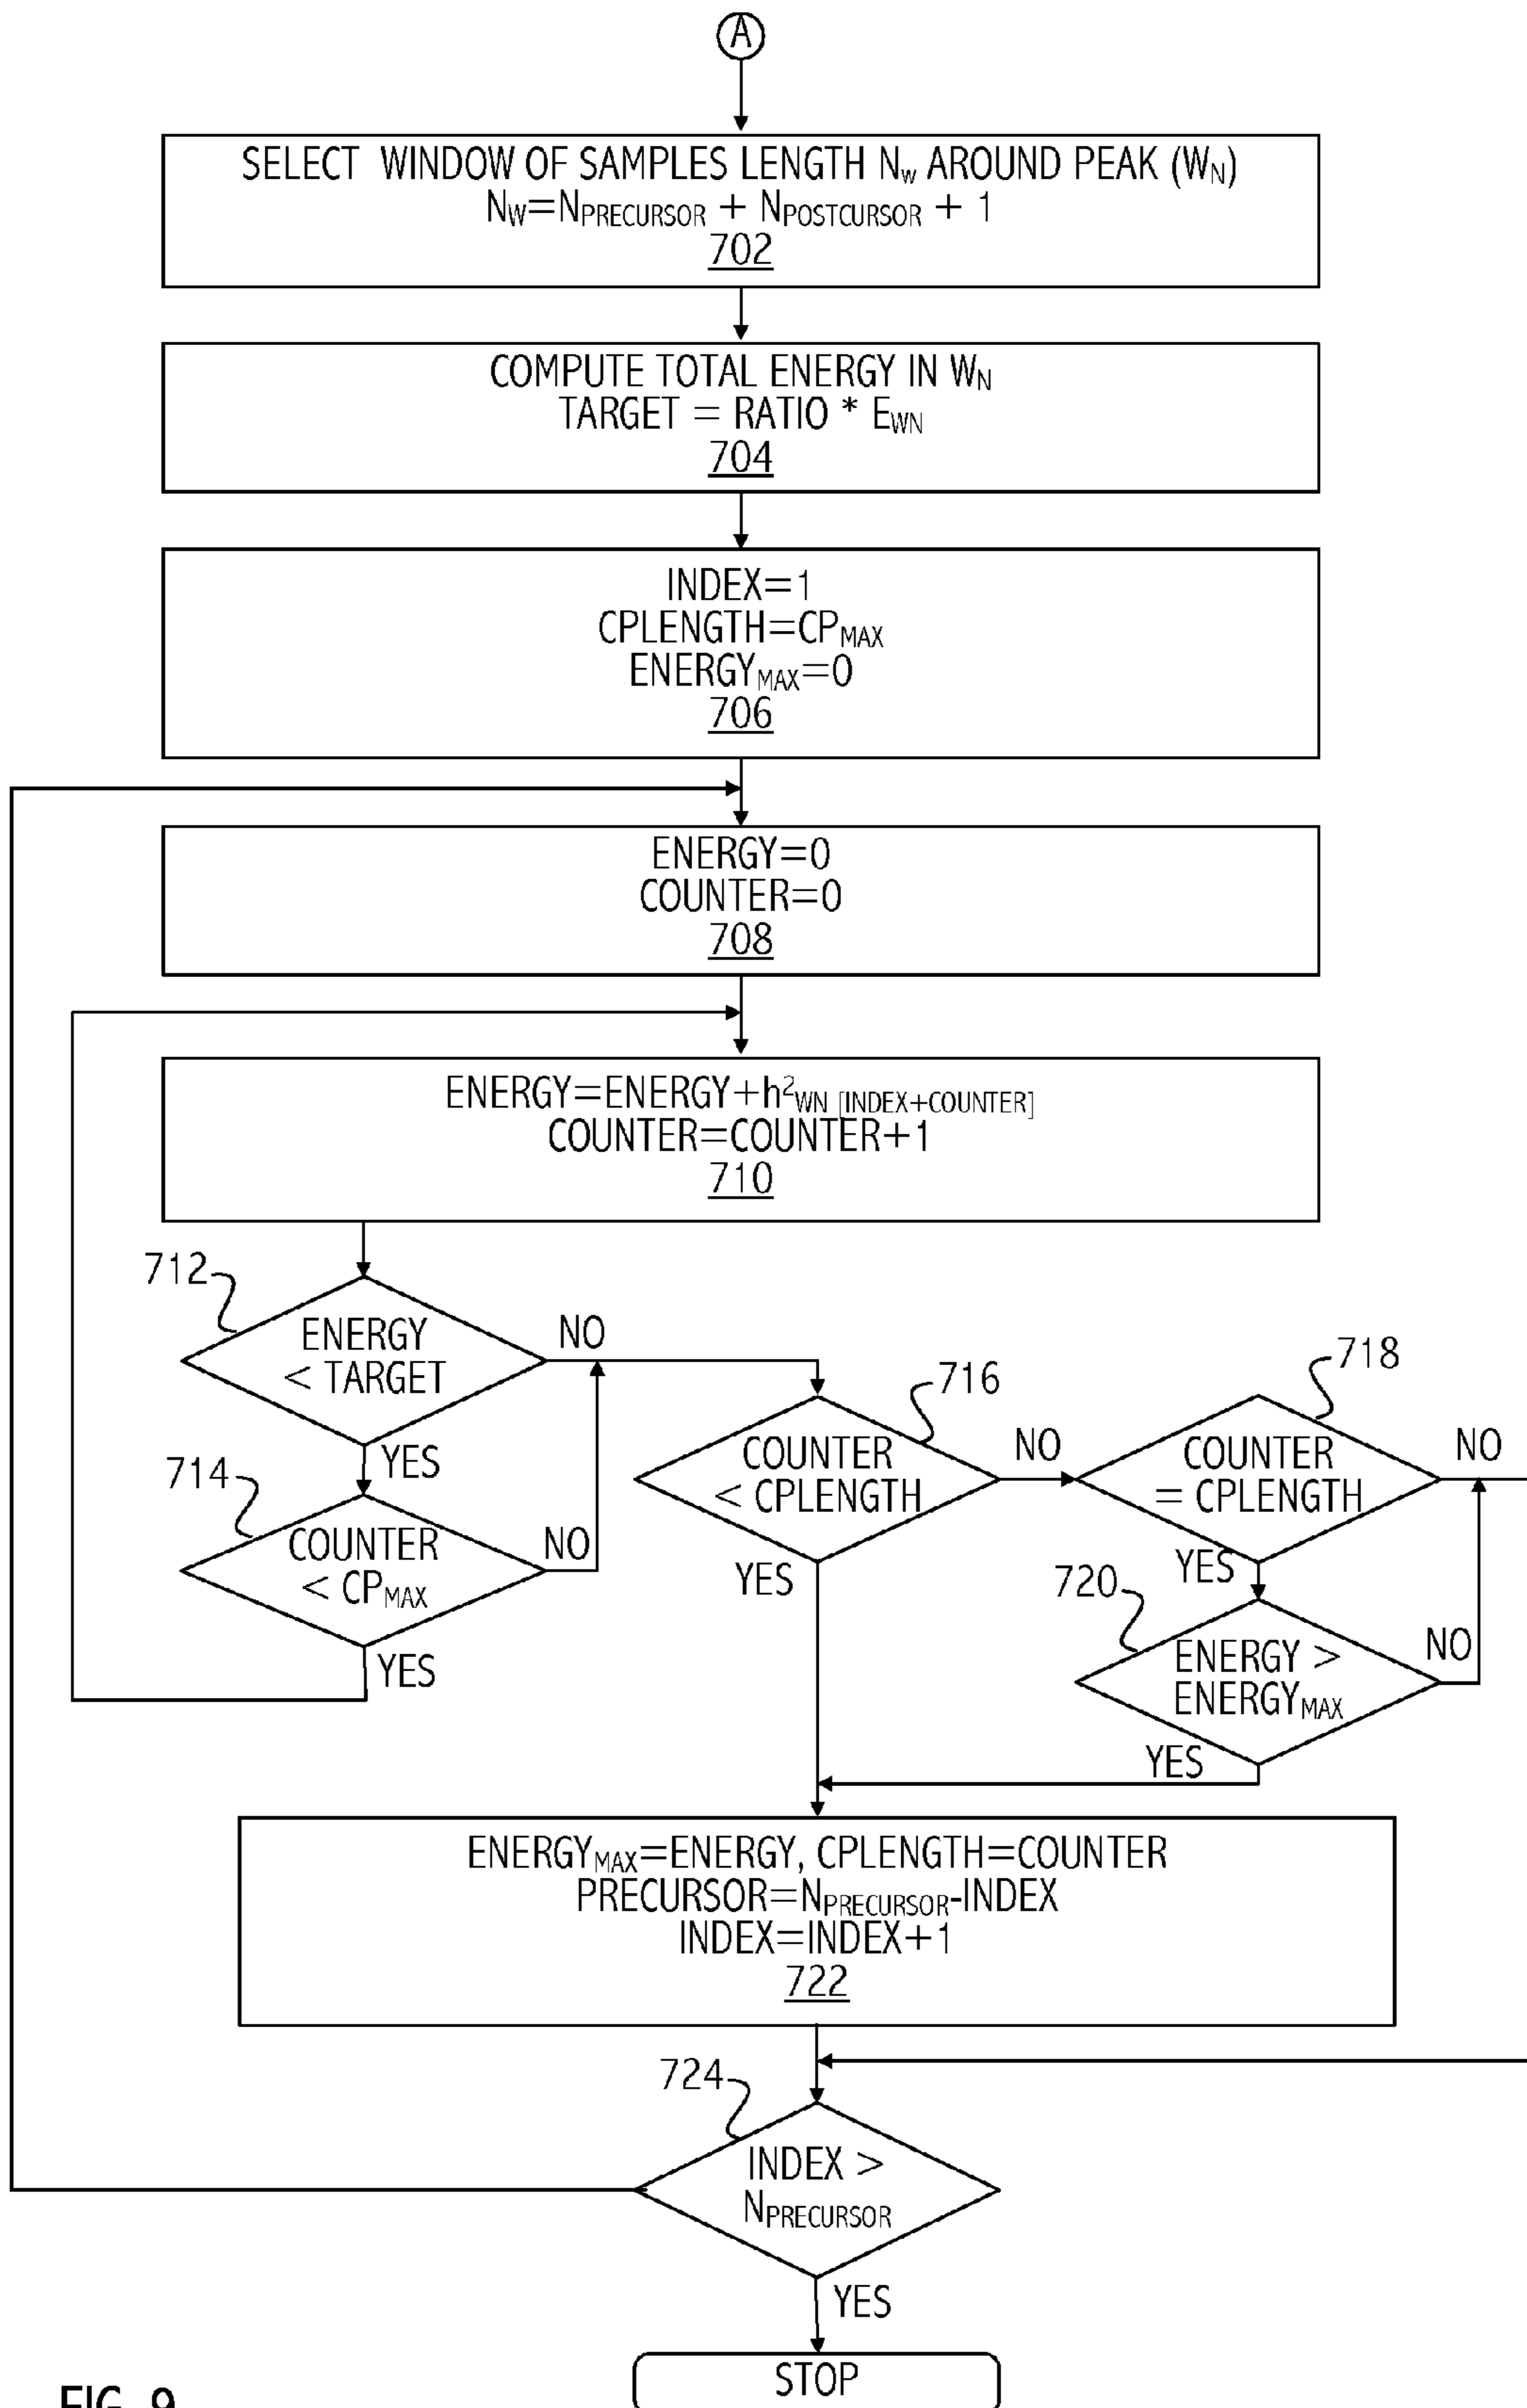 A
SELECT WINDOW OF SAMPLES LENGTH Nw AROUND PEAK (WN)
NW=NPRECURSOR + NPOSTCURSOR + 1
702
COMPUTE TOTAL ENERGY IN WN
TARGET = RATIO * EWN
704
INDEX=1
CPLENGTH=CPMAX
ENERGYMAX=0
706
ENERGY=0
COUNTER=0
708
ENERGY=ENERGY+h²WN [INDEX+COUNTER]
COUNTER=COUNTER+1
710
712
ENERGY
< TARGET
NO
YES
714
COUNTER
< CPMAX
NO
YES
716
COUNTER
< CPLENGTH
NO
YES
718
COUNTER
= CPLENGTH
NO
YES
720
ENERGY >
ENERGYMAX
NO
YES
ENERGYMAX=ENERGY, CPLENGTH=COUNTER
PRECURSOR=NPRECURSOR-INDEX
INDEX=INDEX+1
722
724
INDEX >
NPRECURSOR
YES
STOP
FIG. 9